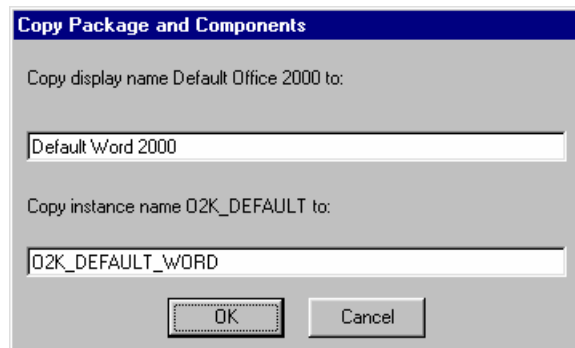 Copy Package and Components
Copy display name Default Office 2000 to:
Default Word 2000
Copy instance name O2K_DEFAULT to:
O2K_DEFAULT_WORD
OK
Cancel